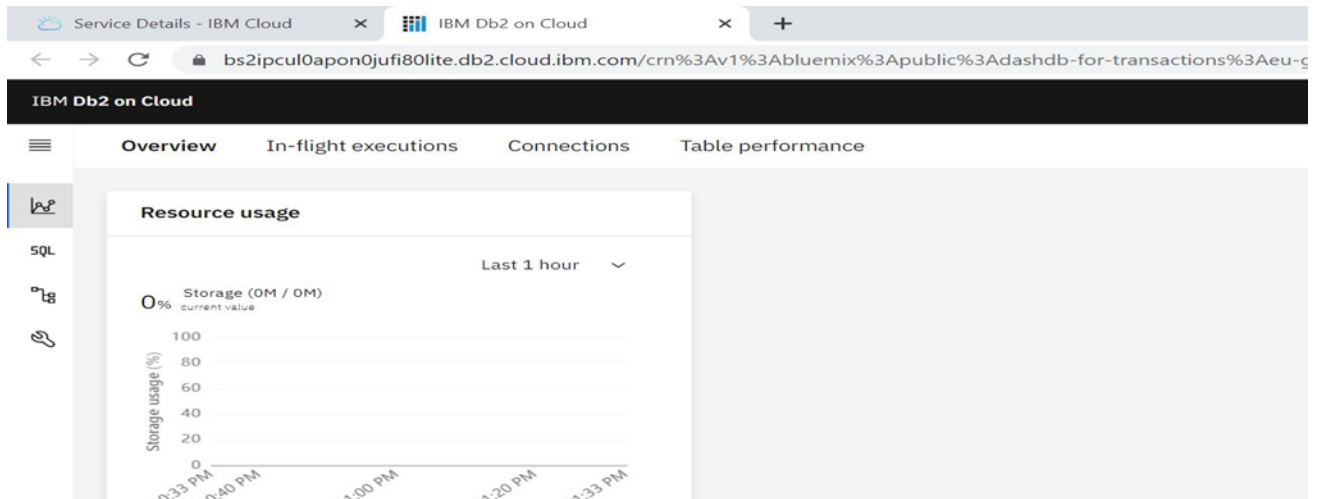 Service Details - IBM Cloud
IBM Db2 on Cloud
bs2ipcul0apon0jufi80lite.db2.cloud.ibm.com/crn%3Av1%3Abluemix%3Apublic%3Adashdb-for-transactions%3Aeu-g
IBM Db2 on Cloud
Overview In-flight executions Connections Table performance
Resource usage
SQL
Last 1 hour
0% Storage (0M / 0M)
current value
Storage usage (%)
100
80
60
40
20
0
:33 PM :40 PM 1:00 PM 1:20 PM 1:33 PM